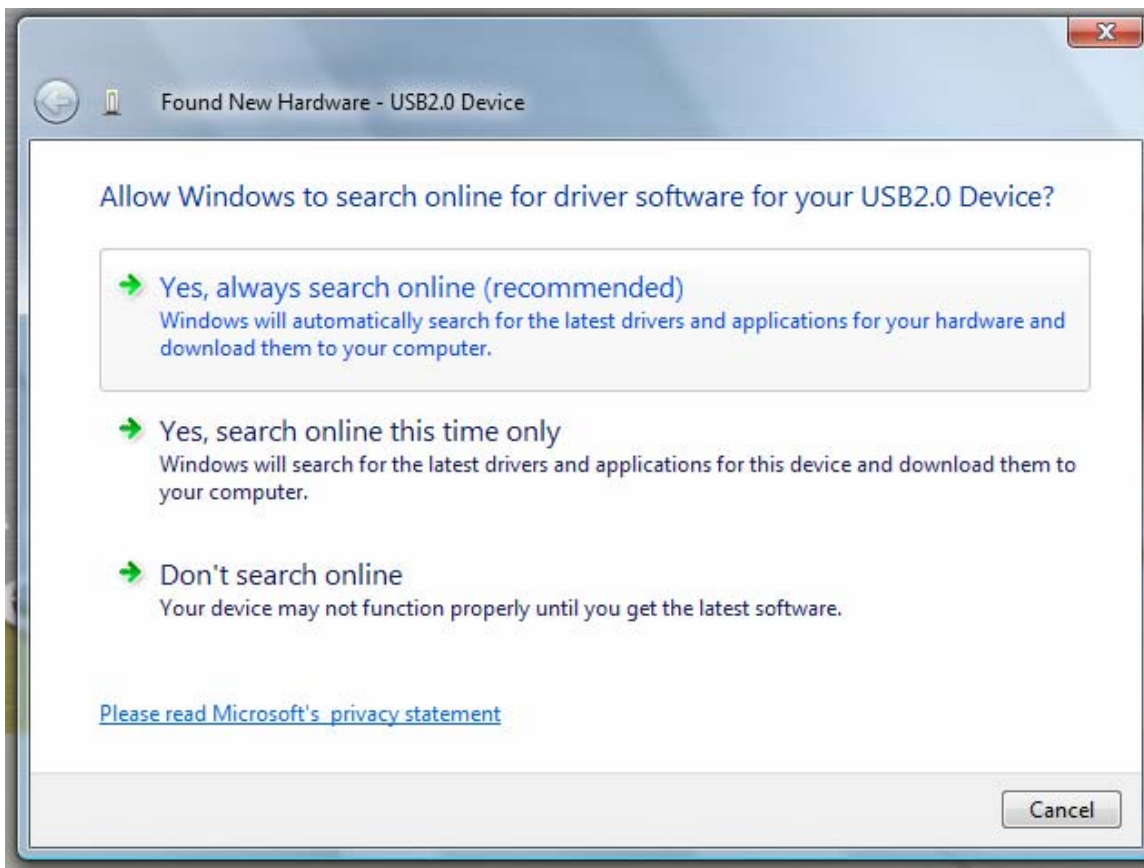 Found New Hardware - USB2.0 Device
Allow Windows to search online for driver software for your USB2.0 Device?
Yes, always search online (recommended)
Windows will automatically search for the latest drivers and applications for your hardware and
download them to your computer.
Yes, search online this time only
Windows will search for the latest drivers and applications for this device and download them to
your computer.
Don't search online
Your device may not function properly until you get the latest software.
Please read Microsoft's privacy statement
Cancel